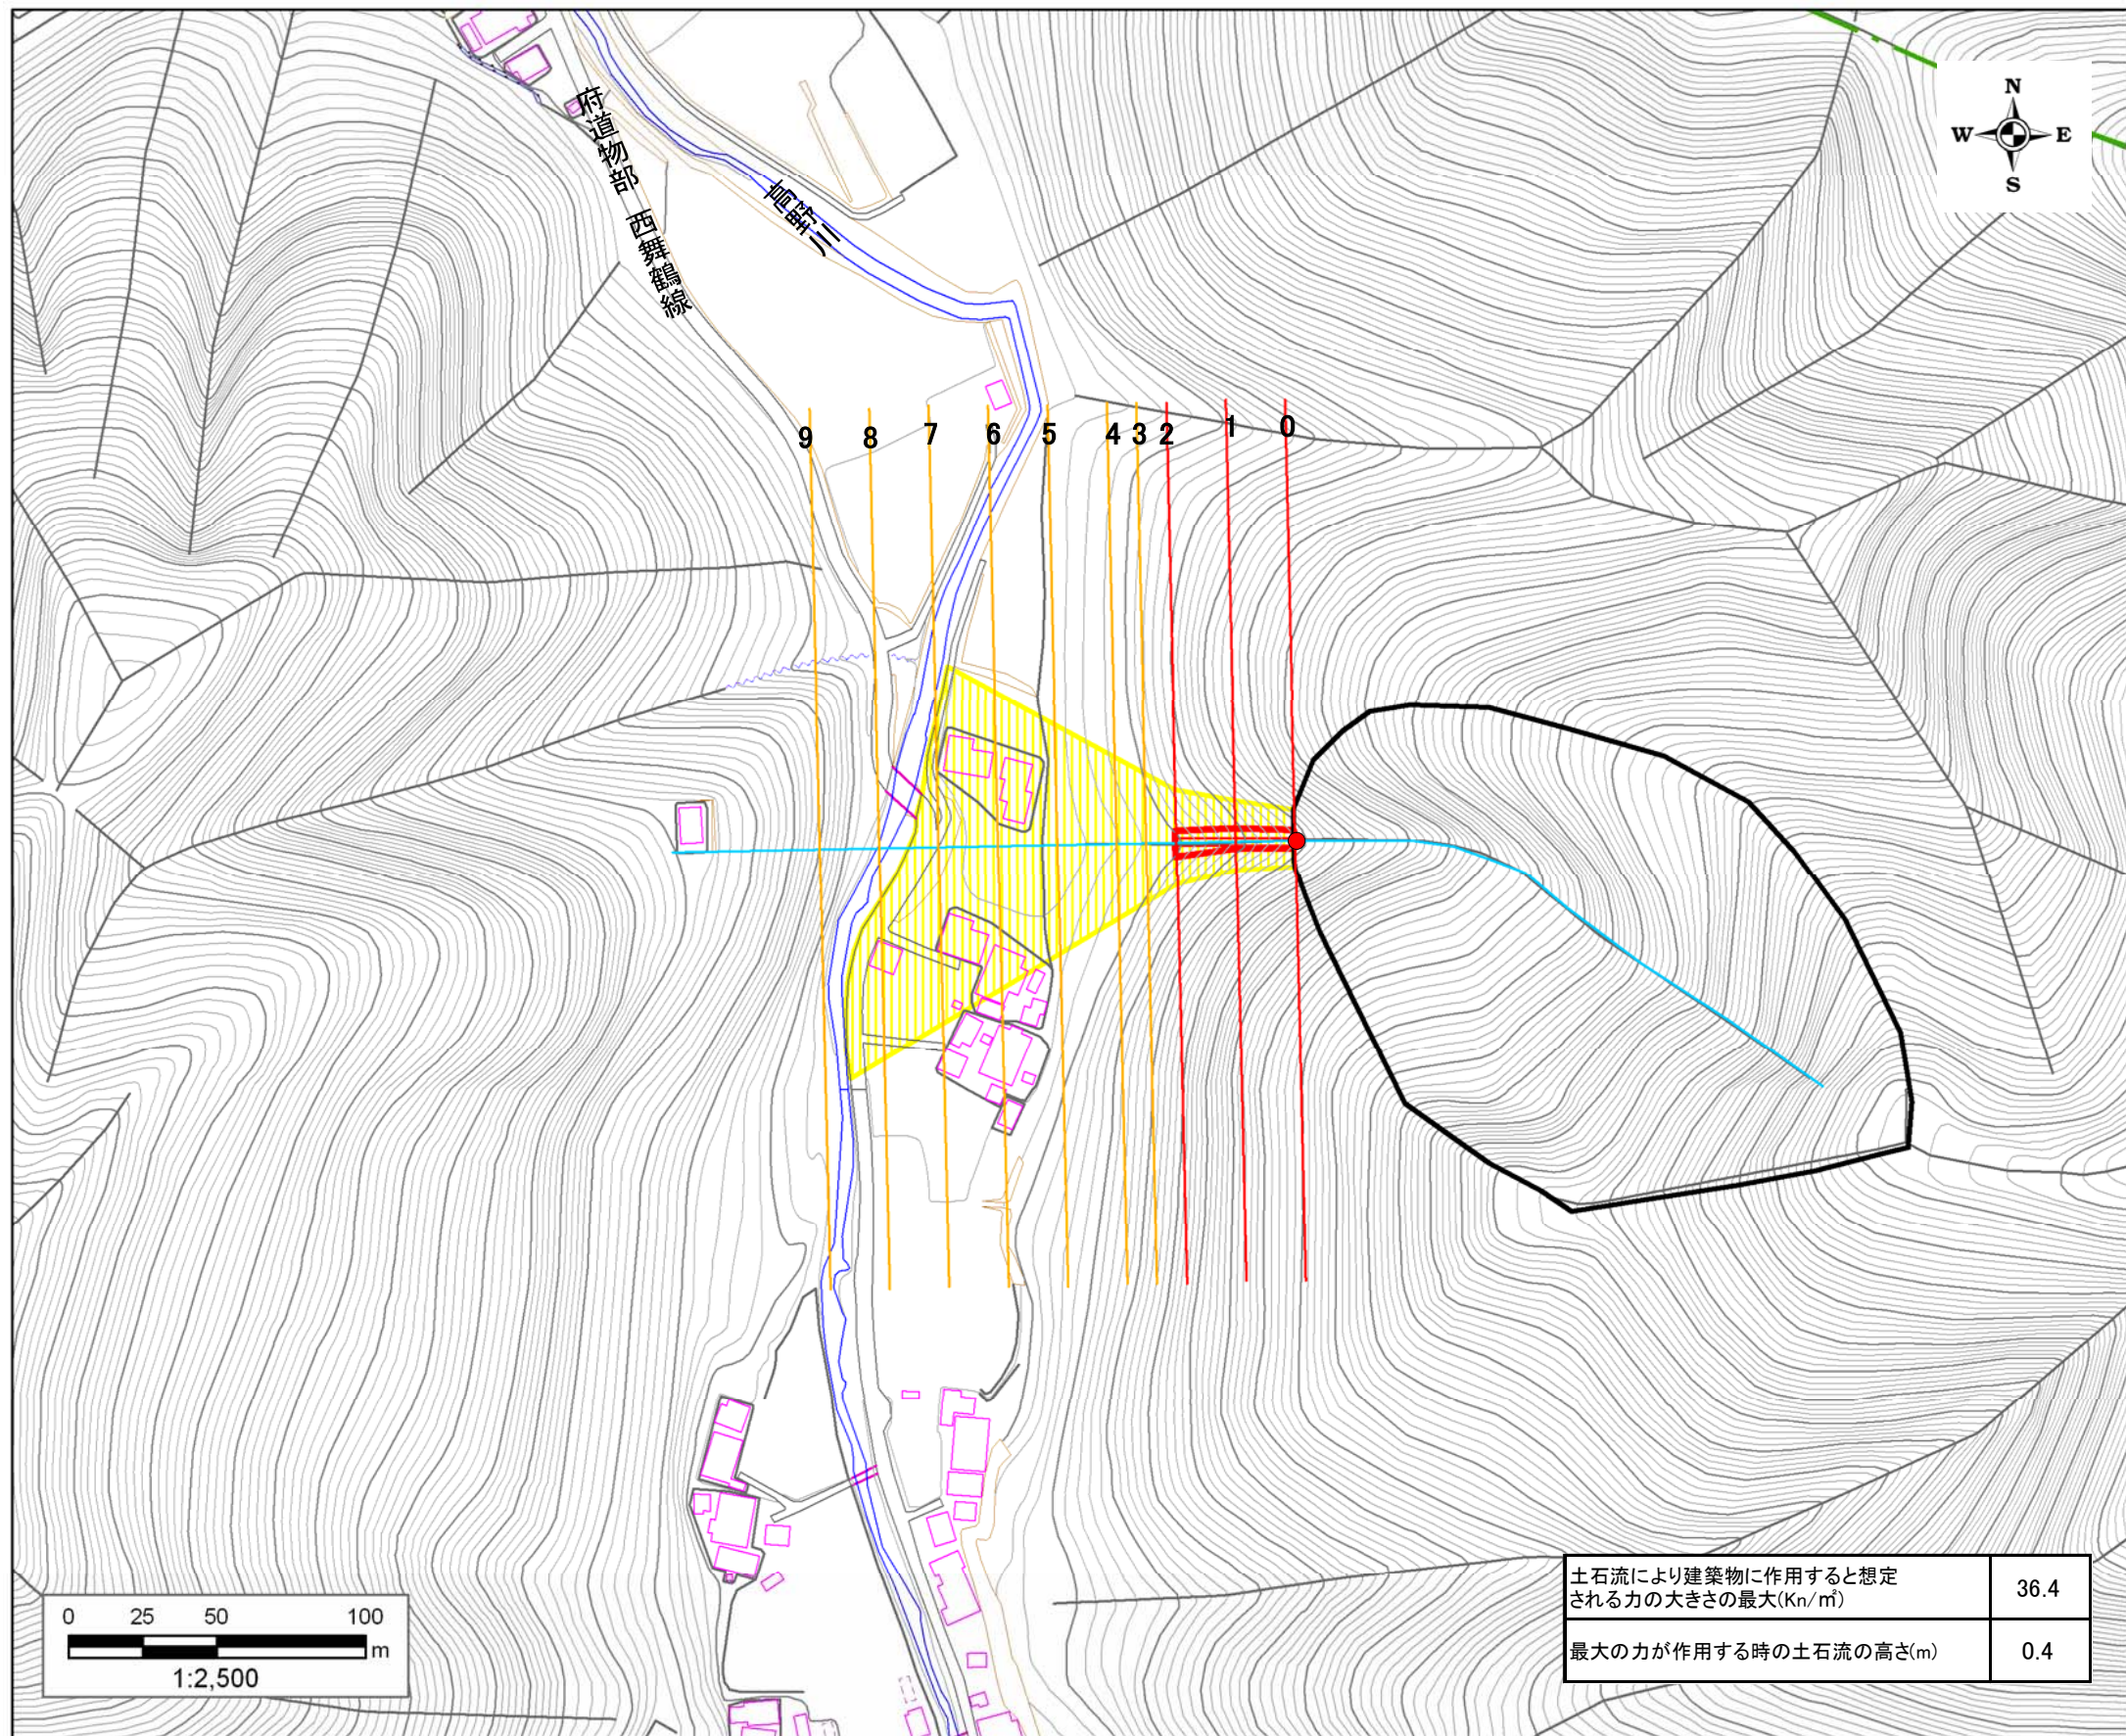 N
W E
S
府道物部 西舞鶴線
高野川
9 8 7 6 5 4 3 2 1 0
0 25 50 100
m
1:2,500
土石流により建築物に作用すると想定
される力の大きさの最大(Kn/㎡) 36.4
最大の力が作用する時の土石流の高さ(m) 0.4